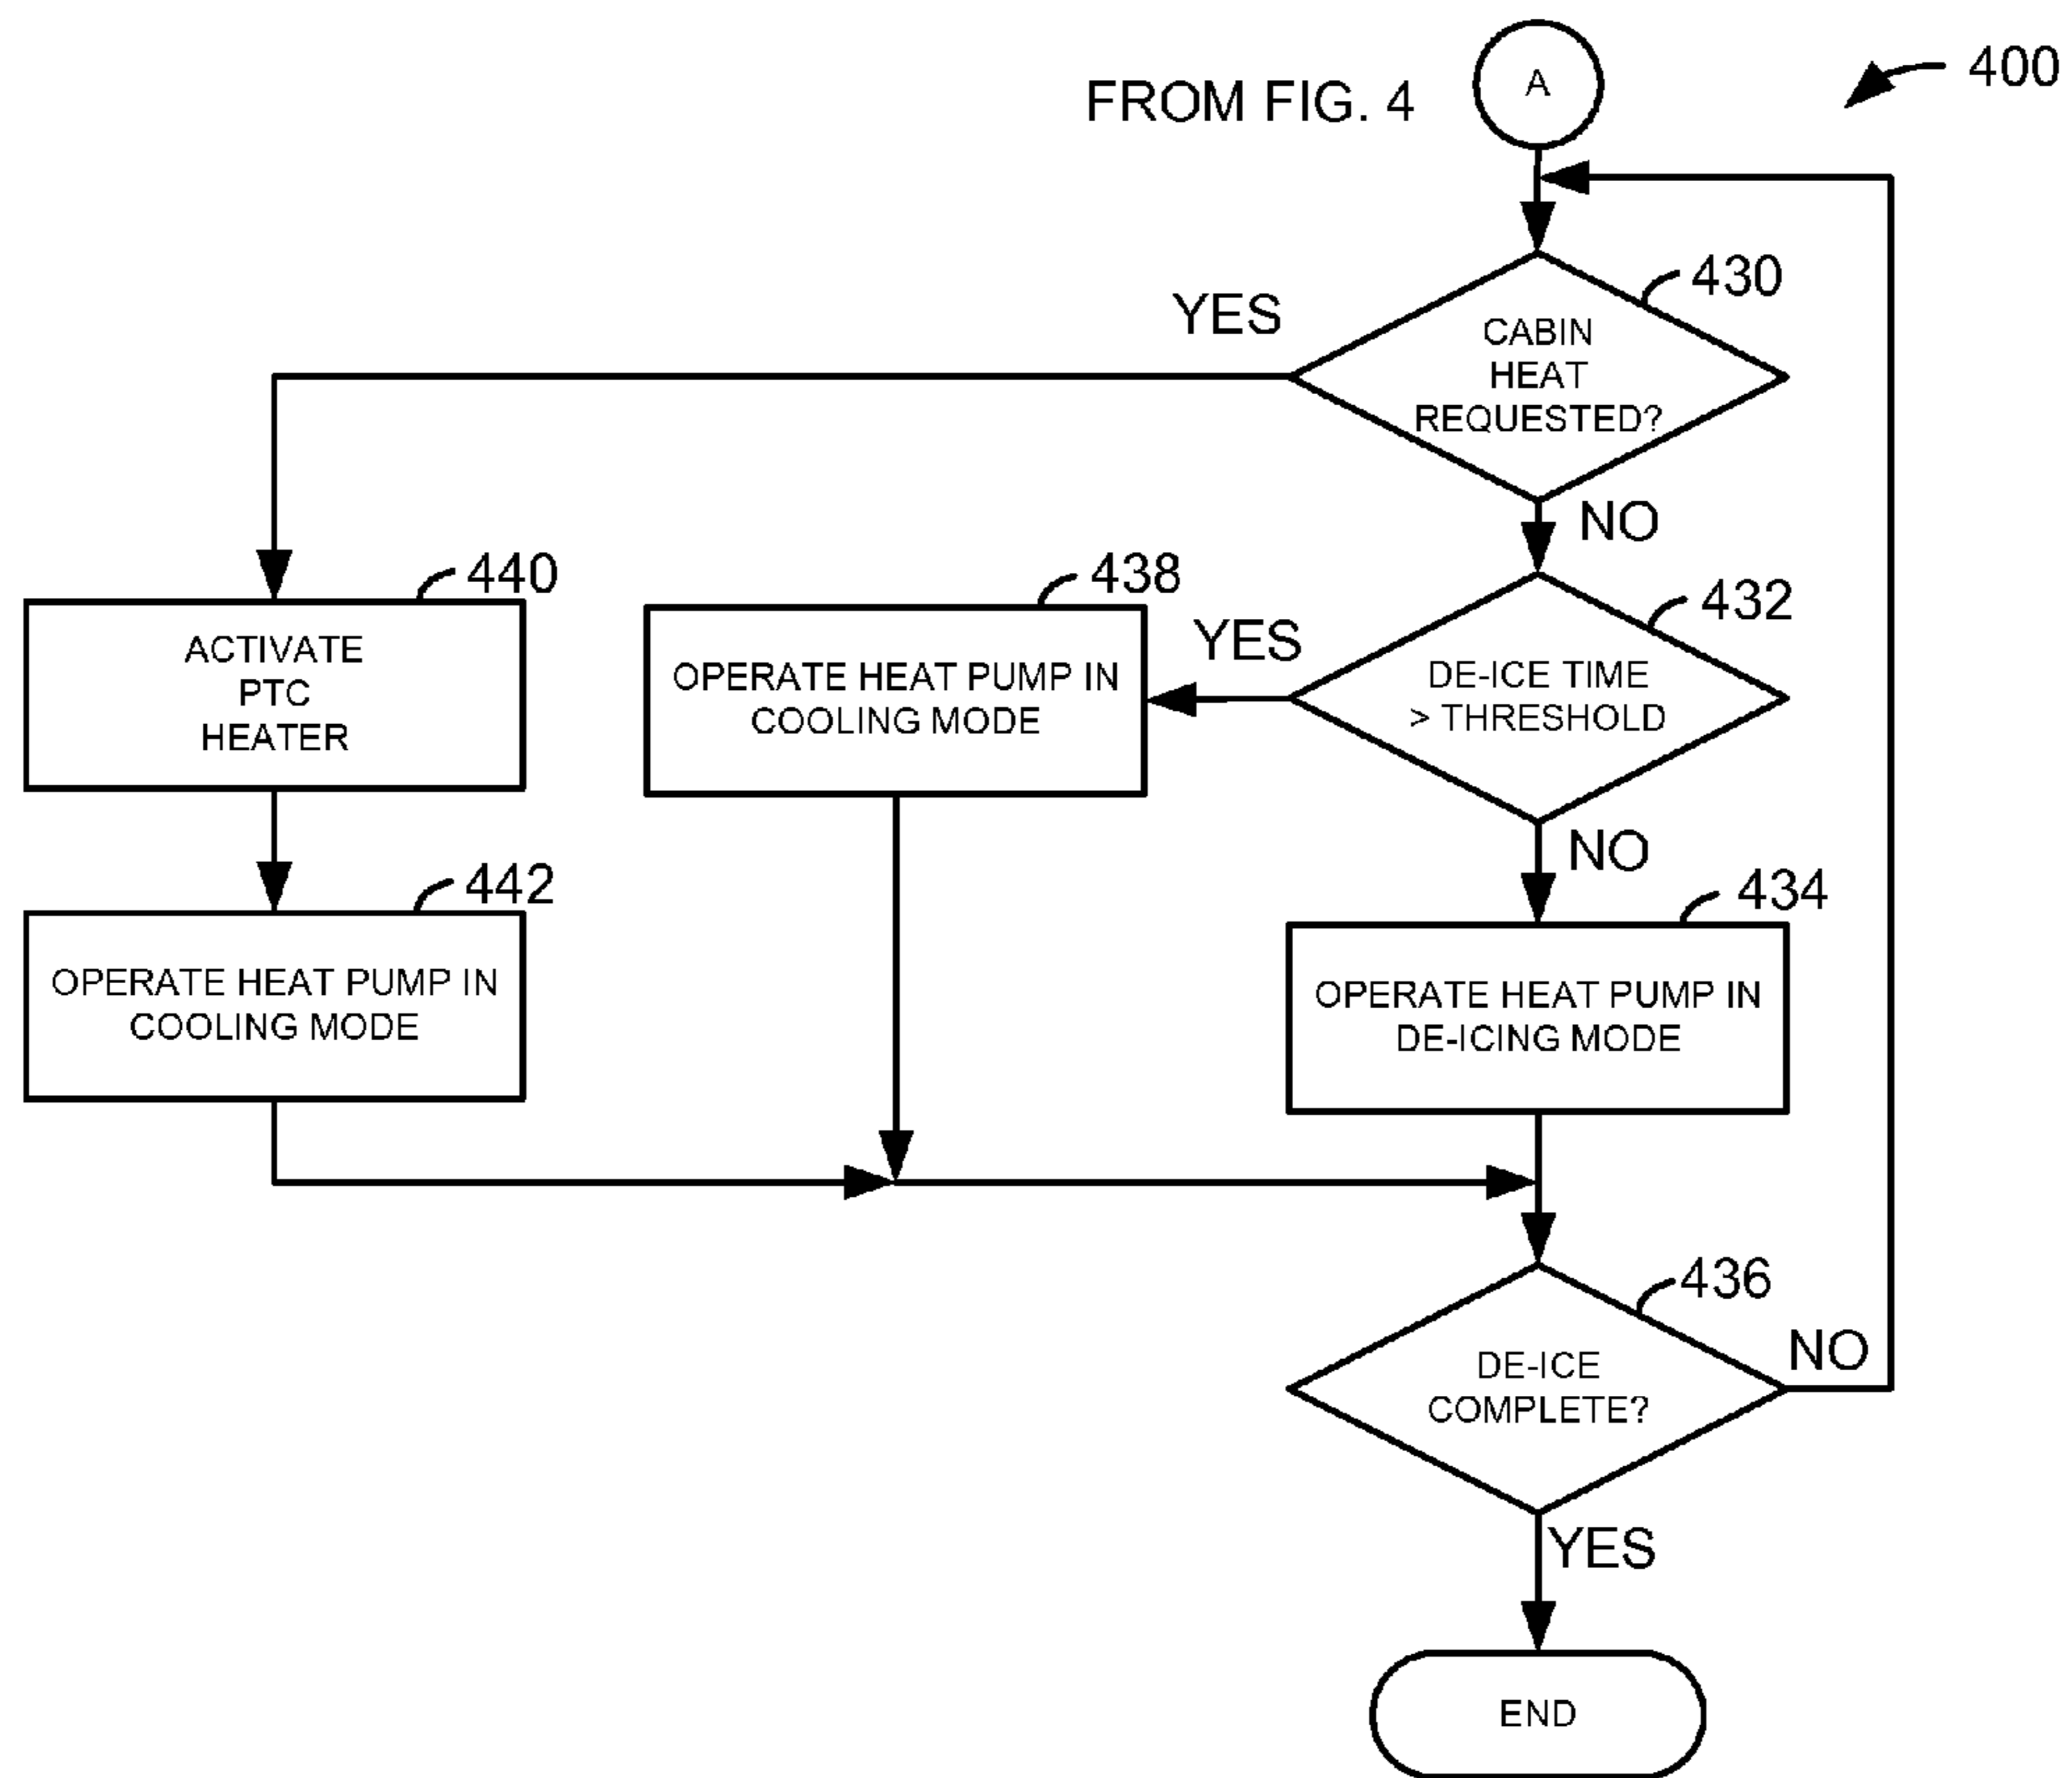 FROM FIG. 4
A
400
430
YES
CABIN
HEAT
REQUESTED?
NO
440
ACTIVATE
PTC
HEATER
438
OPERATE HEAT PUMP IN
COOLING MODE
YES
432
DE-ICE TIME
> THRESHOLD
NO
442
OPERATE HEAT PUMP IN
COOLING MODE
434
OPERATE HEAT PUMP IN
DE-ICING MODE
436
DE-ICE
COMPLETE?
NO
YES
END